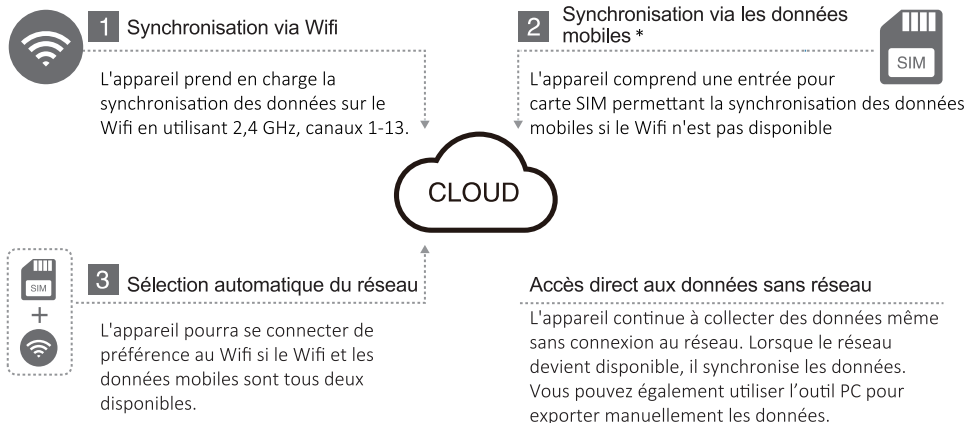 1 Synchronisation via Wifi
L'appareil prend en charge la
synchronisation des données sur le
Wifi en utilisant 2,4 GHz, canaux 1-13.
2 Synchronisation via les données
mobiles *
SIM
L'appareil comprend une entrée pour
carte SIM permettant la synchronisation des données
mobiles si le Wifi n'est pas disponible
CLOUD
SIM
+
3 Sélection automatique du réseau
L'appareil pourra se connecter de
préférence au Wifi si le Wifi et les
données mobiles sont tous deux
disponibles.
Accès direct aux données sans réseau
L'appareil continue à collecter des données même
sans connexion au réseau. Lorsque le réseau
devient disponible, il synchronise les données.
Vous pouvez également utiliser l’outil PC pour
exporter manuellement les données.